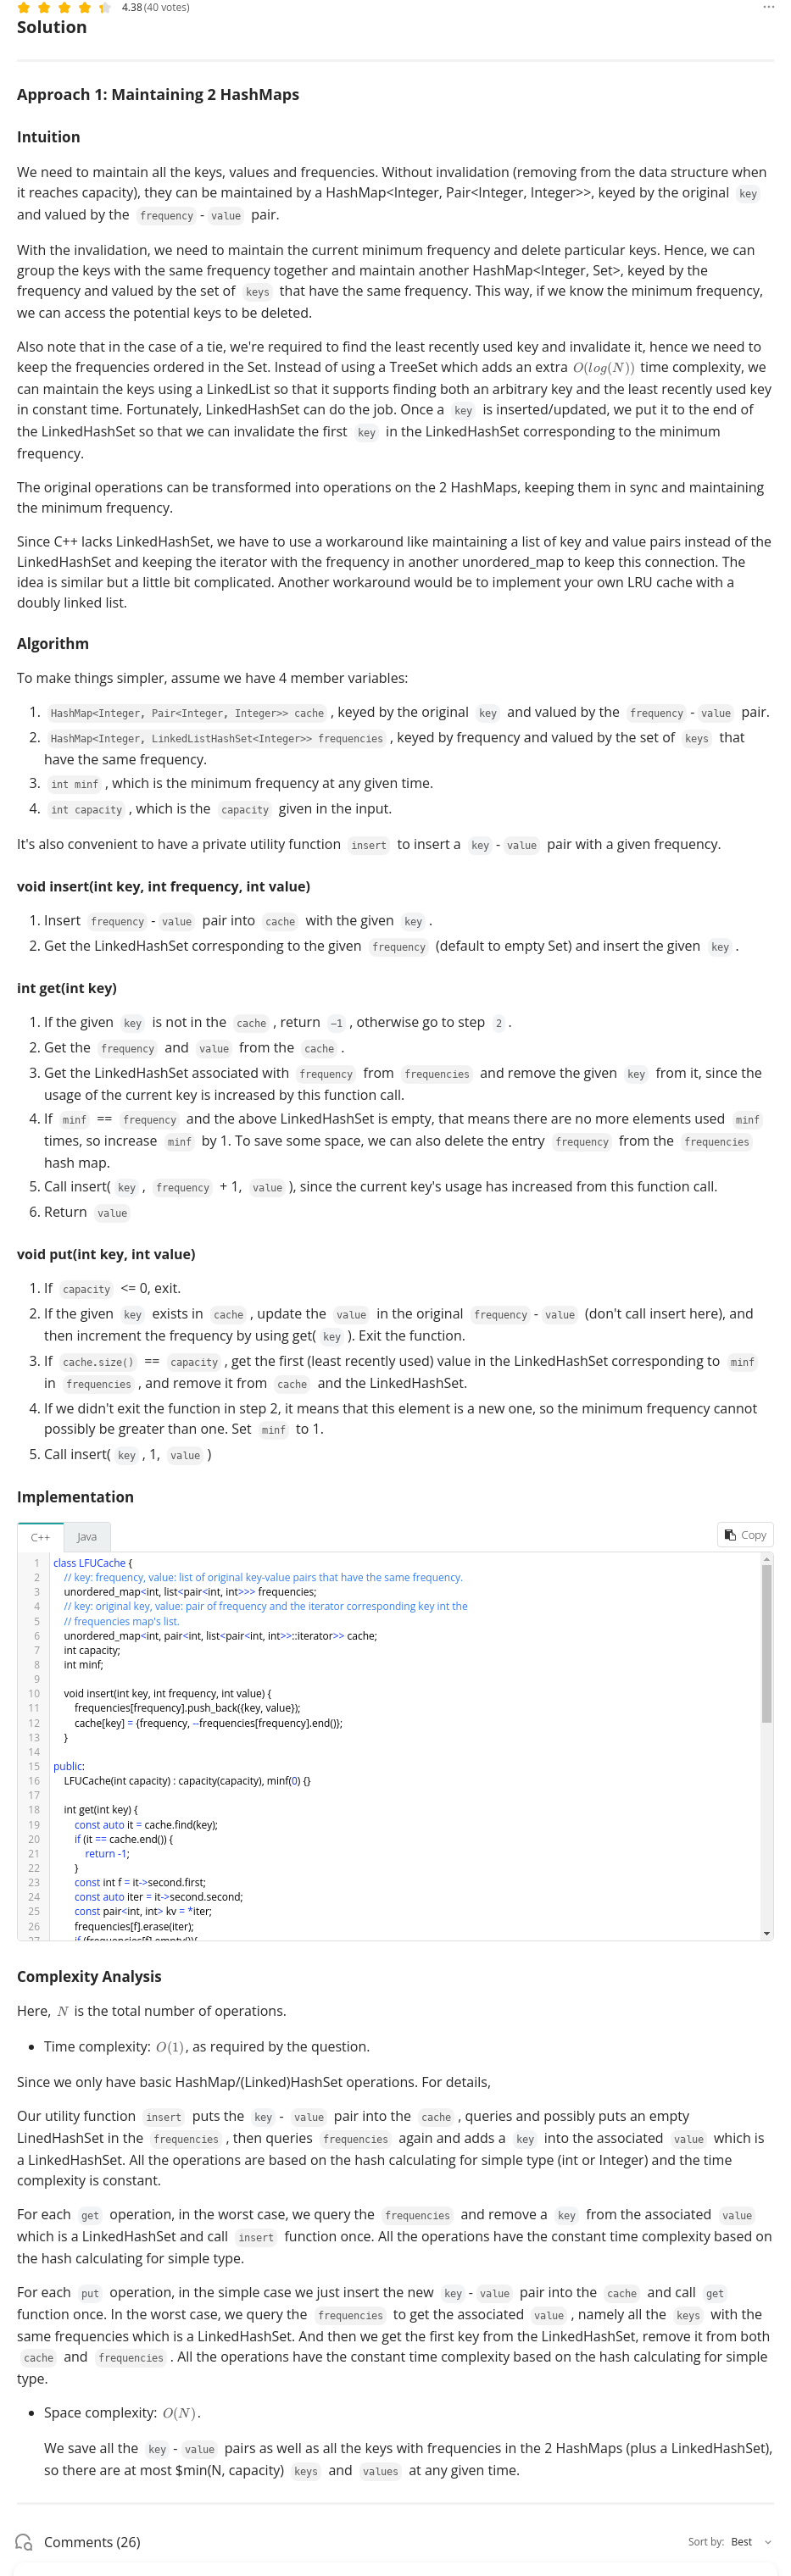 4.38 (40 votes)
Solution
Approach 1: Maintaining 2 HashMaps
Intuition
We need to maintain all the keys, values and frequencies. Without invalidation (removing from the data structure when
it reaches capacity), they can be maintained by a HashMap<Integer, Pair<Integer, Integer>>, keyed by the original key
and valued by the frequency - value pair.
With the invalidation, we need to maintain the current minimum frequency and delete particular keys. Hence, we can
group the keys with the same frequency together and maintain another HashMap<Integer, Set>, keyed by the
frequency and valued by the set of keys that have the same frequency. This way, if we know the minimum frequency,
we can access the potential keys to be deleted.
Also note that in the case of a tie, we're required to find the least recently used key and invalidate it, hence we need to
keep the frequencies ordered in the Set. Instead of using a TreeSet which adds an extra O(log(N)) time complexity, we
can maintain the keys using a LinkedList so that it supports finding both an arbitrary key and the least recently used key
in constant time. Fortunately, LinkedHashSet can do the job. Once a key is inserted/updated, we put it to the end of
the LinkedHashSet so that we can invalidate the first key in the LinkedHashSet corresponding to the minimum
frequency.
The original operations can be transformed into operations on the 2 HashMaps, keeping them in sync and maintaining
the minimum frequency.
Since C++ lacks LinkedHashSet, we have to use a workaround like maintaining a list of key and value pairs instead of the
LinkedHashSet and keeping the iterator with the frequency in another unordered_map to keep this connection. The
idea is similar but a little bit complicated. Another workaround would be to implement your own LRU cache with a
doubly linked list.
Algorithm
To make things simpler, assume we have 4 member variables:
1. HashMap<Integer, Pair<Integer, Integer>> cache , keyed by the original key and valued by the frequency - value pair.
2. HashMap<Integer, LinkedListHashSet<Integer>> frequencies , keyed by frequency and valued by the set of keys that
have the same frequency.
3. int minf , which is the minimum frequency at any given time.
4. int capacity , which is the capacity given in the input.
It's also convenient to have a private utility function insert to insert a key - value pair with a given frequency.
void insert(int key, int frequency, int value)
1. Insert frequency - value pair into cache with the given key .
2. Get the LinkedHashSet corresponding to the given frequency (default to empty Set) and insert the given key .
int get(int key)
1. If the given key is not in the cache , return −1 , otherwise go to step 2 .
2. Get the frequency and value from the cache .
3. Get the LinkedHashSet associated with frequency from frequencies and remove the given key from it, since the
usage of the current key is increased by this function call.
4. If minf == frequency and the above LinkedHashSet is empty, that means there are no more elements used minf
times, so increase minf by 1. To save some space, we can also delete the entry frequency from the frequencies
hash map.
5. Call insert( key , frequency + 1, value ), since the current key's usage has increased from this function call.
6. Return value
void put(int key, int value)
1. If capacity <= 0, exit.
2. If the given key exists in cache , update the value in the original frequency - value (don't call insert here), and
then increment the frequency by using get( key ). Exit the function.
3. If cache.size() == capacity , get the first (least recently used) value in the LinkedHashSet corresponding to minf
in frequencies , and remove it from cache and the LinkedHashSet.
4. If we didn't exit the function in step 2, it means that this element is a new one, so the minimum frequency cannot
possibly be greater than one. Set minf to 1.
5. Call insert( key , 1, value )
Implementation
C++ Java Copy
1 class LFUCache {
2 // key: frequency, value: list of original key-value pairs that have the same frequency.
3 unordered_map<int, list<pair<int, int>>> frequencies;
4 // key: original key, value: pair of frequency and the iterator corresponding key int the
5 // frequencies map's list.
6 unordered_map<int, pair<int, list<pair<int, int>>::iterator>> cache;
7 int capacity;
8 int minf;
9
10 void insert(int key, int frequency, int value) {
11 frequencies[frequency].push_back({key, value});
12 cache[key] = {frequency, --frequencies[frequency].end()};
13 }
14
15 public:
16 LFUCache(int capacity) : capacity(capacity), minf(0) {}
17
18 int get(int key) {
19 const auto it = cache.find(key);
20 if (it == cache.end()) {
21 return -1;
22 }
23 const int f = it->second.first;
24 const auto iter = it->second.second;
25 const pair<int, int> kv = *iter;
26 frequencies[f].erase(iter);
27 if (frequencies[f].empty()){
Complexity Analysis
Here, N is the total number of operations.
• Time complexity: O(1), as required by the question.
Since we only have basic HashMap/(Linked)HashSet operations. For details,
Our utility function insert puts the key - value pair into the cache , queries and possibly puts an empty
LinedHashSet in the frequencies , then queries frequencies again and adds a key into the associated value which is
a LinkedHashSet. All the operations are based on the hash calculating for simple type (int or Integer) and the time
complexity is constant.
For each get operation, in the worst case, we query the frequencies and remove a key from the associated value
which is a LinkedHashSet and call insert function once. All the operations have the constant time complexity based on
the hash calculating for simple type.
For each put operation, in the simple case we just insert the new key - value pair into the cache and call get
function once. In the worst case, we query the frequencies to get the associated value , namely all the keys with the
same frequencies which is a LinkedHashSet. And then we get the first key from the LinkedHashSet, remove it from both
cache and frequencies . All the operations have the constant time complexity based on the hash calculating for simple
type.
• Space complexity: O(N).
We save all the key - value pairs as well as all the keys with frequencies in the 2 HashMaps (plus a LinkedHashSet),
so there are at most $min(N, capacity) keys and values at any given time.
Comments (26)
Sort by: Best